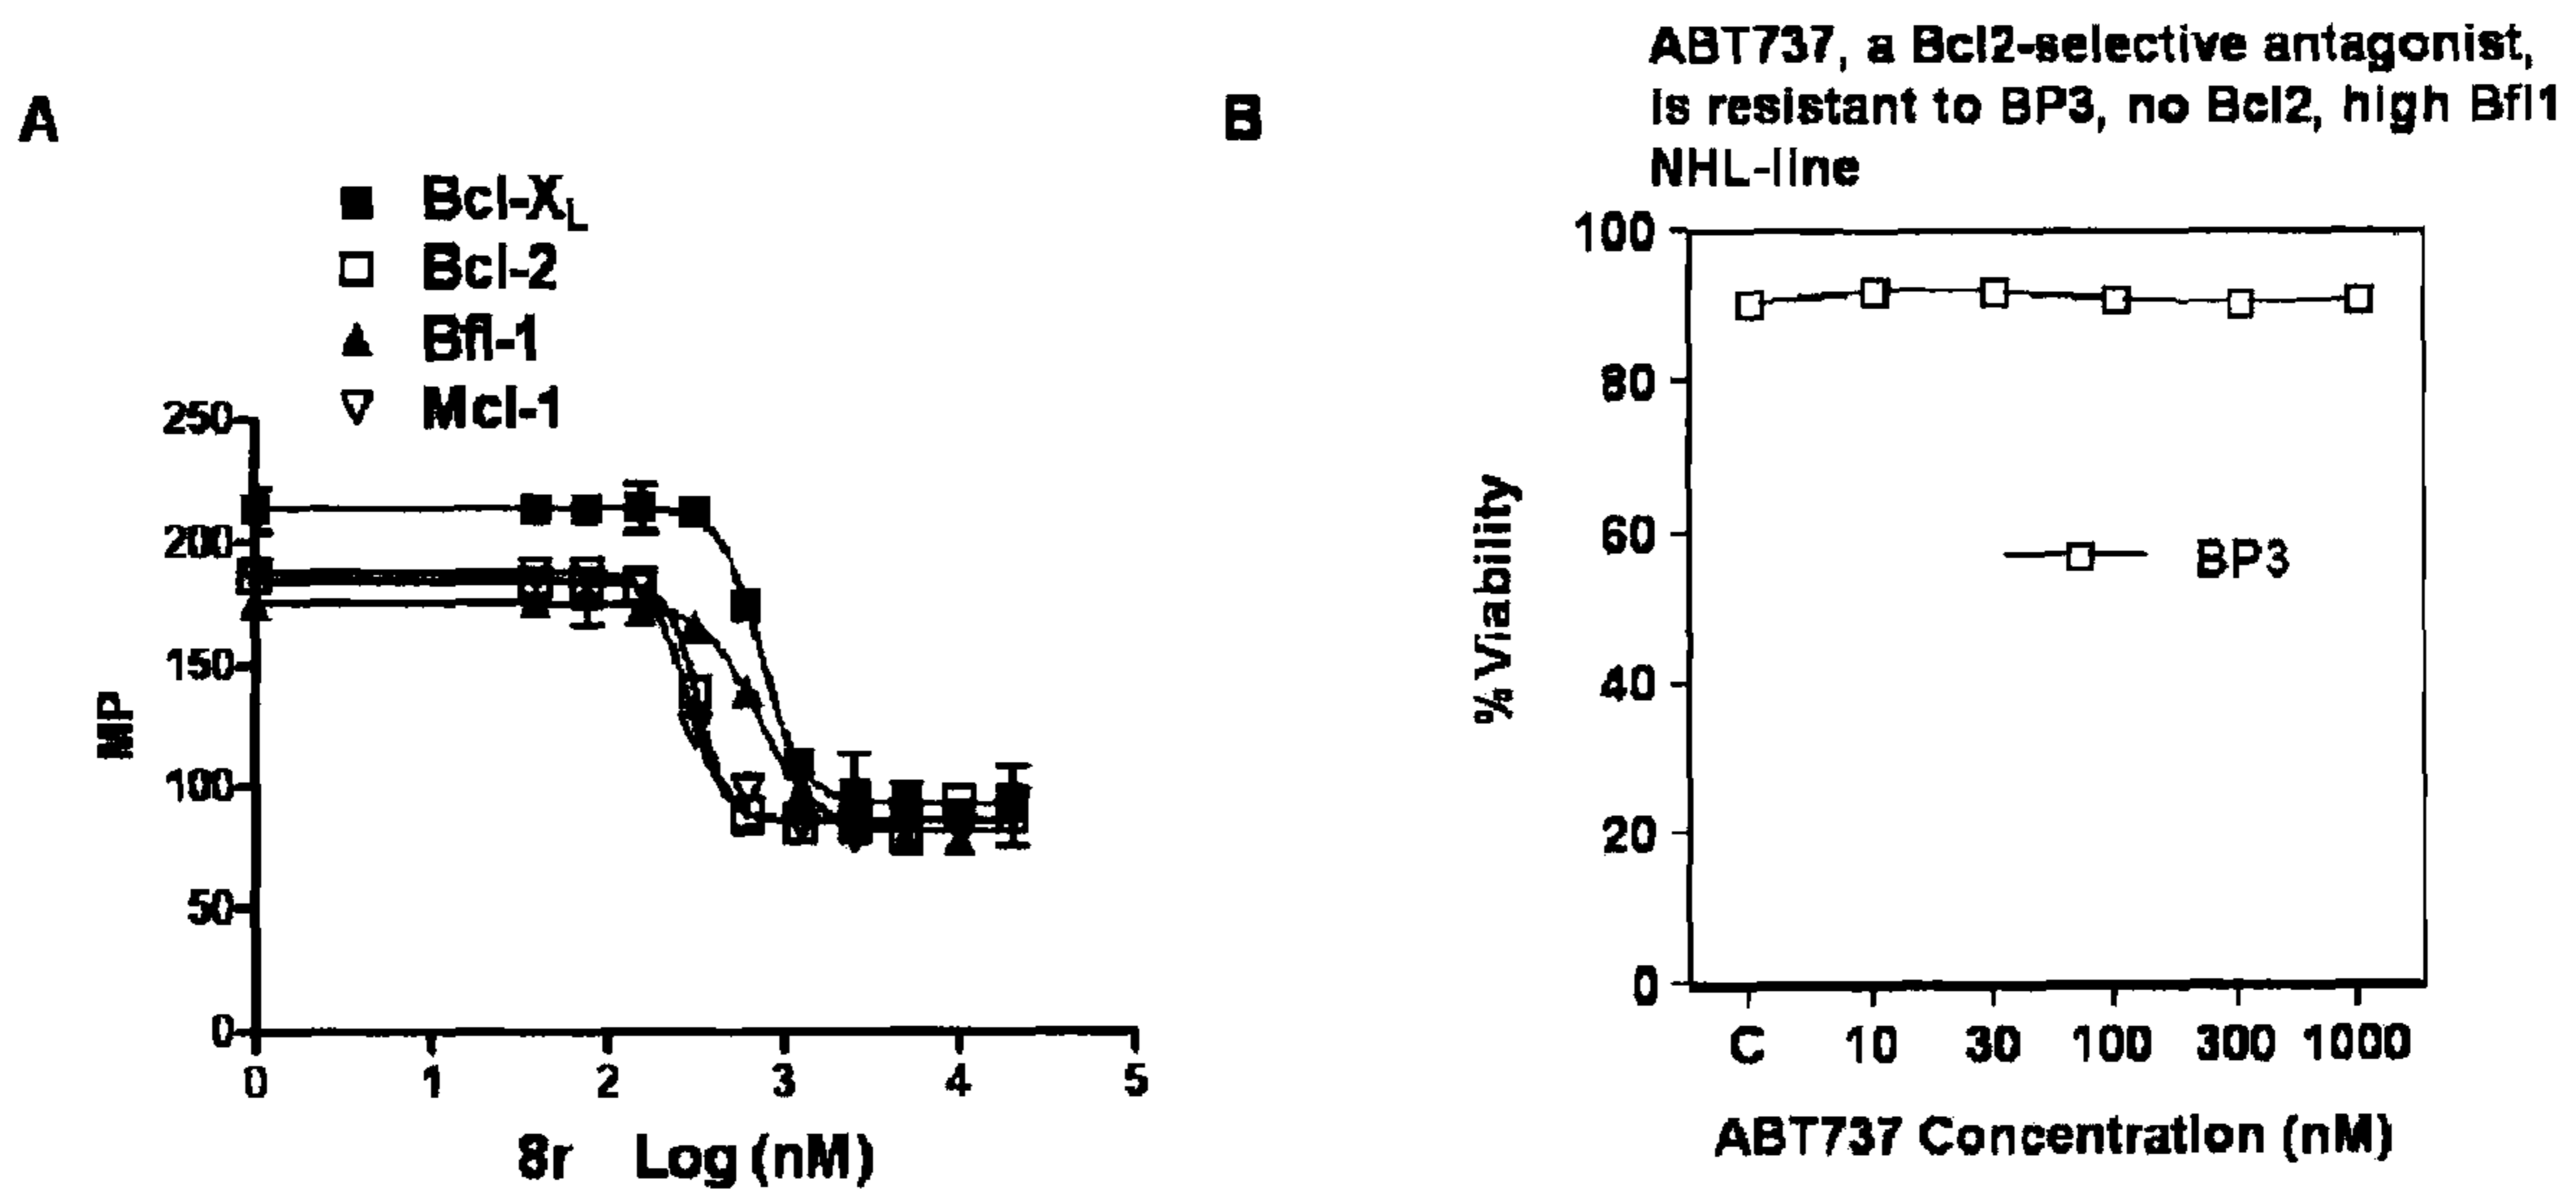 A
Bcl-XL
Bcl-2
Bfl-1
Mcl-1
250
200
150
100
50
0
MP
0 1 2 3 4 5
8r Log (nM)
B
ABT737, a Bcl2-selective antagonist,
is resistant to BP3, no Bcl2, high Bfl1
NHL-line
100
80
60
40
20
0
% Viability
BP3
C 10 30 100 300 1000
ABT737 Concentration (nM)